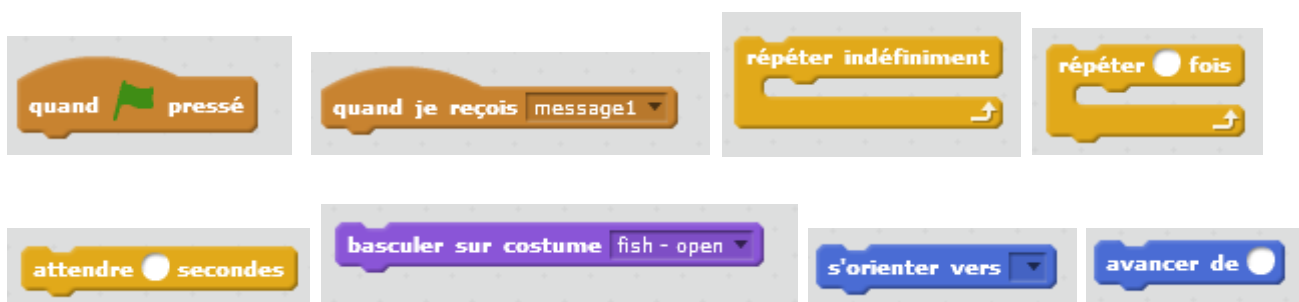 quand pressé
quand je reçois message1
répéter indéfiniment
répéter fois
attendre secondes
basculer sur costume fish - open
s'orienter vers
avancer de